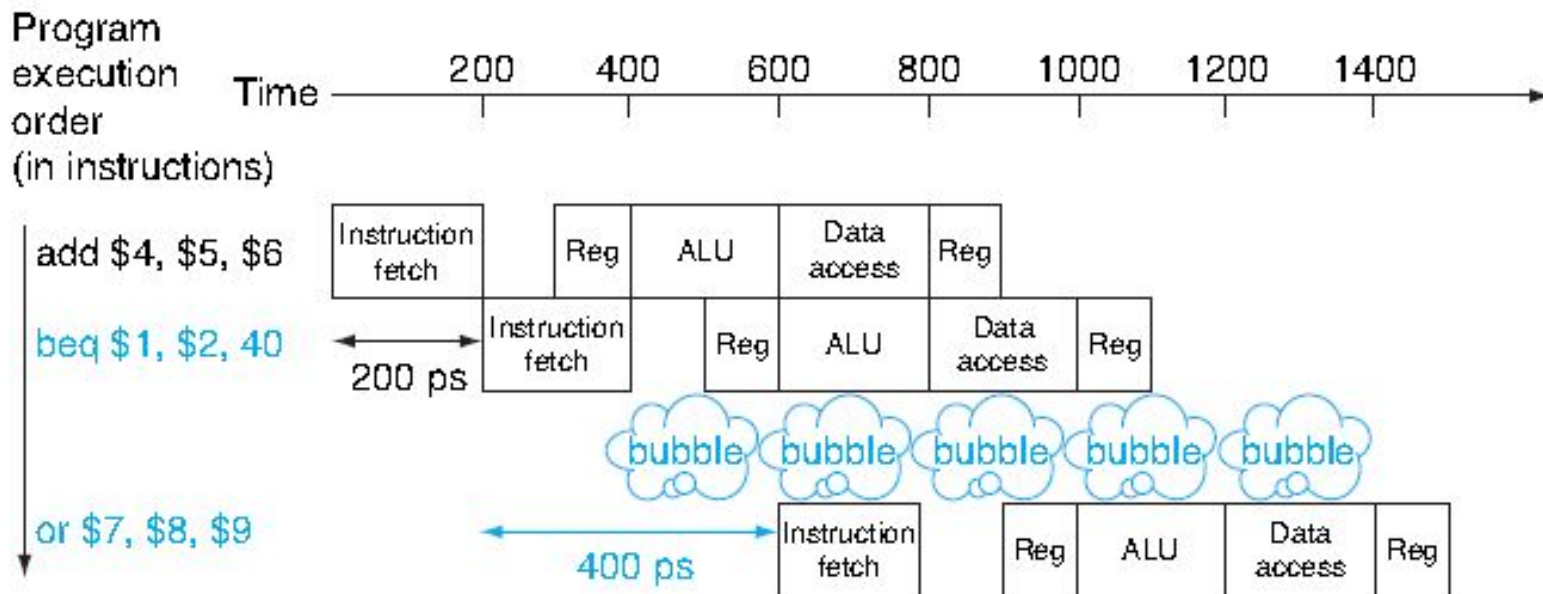 Program
execution
order
(in instructions)
Time
200 400 600 800 1000 1200 1400
add $4, $5, $6
Instruction
fetch
Reg
ALU
Data
access
Reg
beq $1, $2, 40
200 ps
Instruction
fetch
Reg
ALU
Data
access
Reg
bubble bubble bubble bubble bubble
or $7, $8, $9
400 ps
Instruction
fetch
Reg
ALU
Data
access
Reg